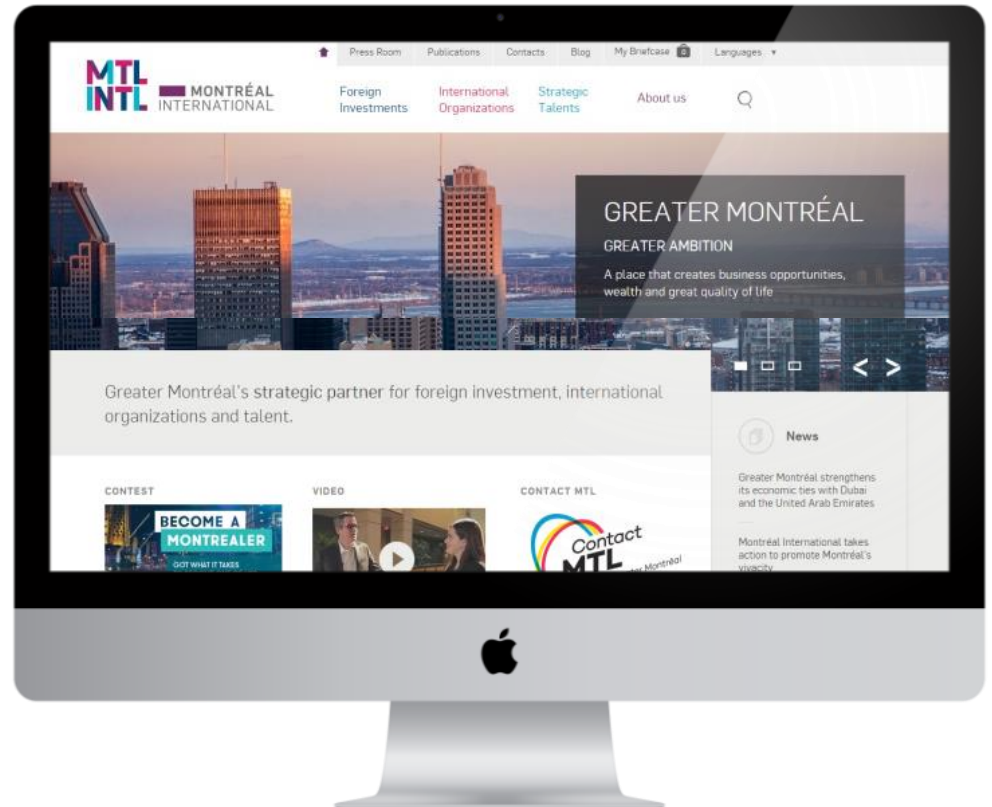 Press Room
Publications
Contacts
Blog
My Briefcase
0
Languages
MTL
INTL
MONTRÉAL
INTERNATIONAL
Foreign
Investments
International
Organizations
Strategic
Talents
About us
GREATER MONTRÉAL
GREATER AMBITION
A place that creates business opportunities,
wealth and great quality of life
Greater Montréal's strategic partner for foreign investment, international
organizations and talent.
News
Greater Montréal strengthens
its economic ties with Dubai
and the United Arab Emirates
Montréal International takes
action to promote Montréal's
vivacity
CONTEST
BECOME A
MONTREALER
GOT WHAT IT TAKES
VIDEO
CONTACT MTL
Contact
MTL
Montréal